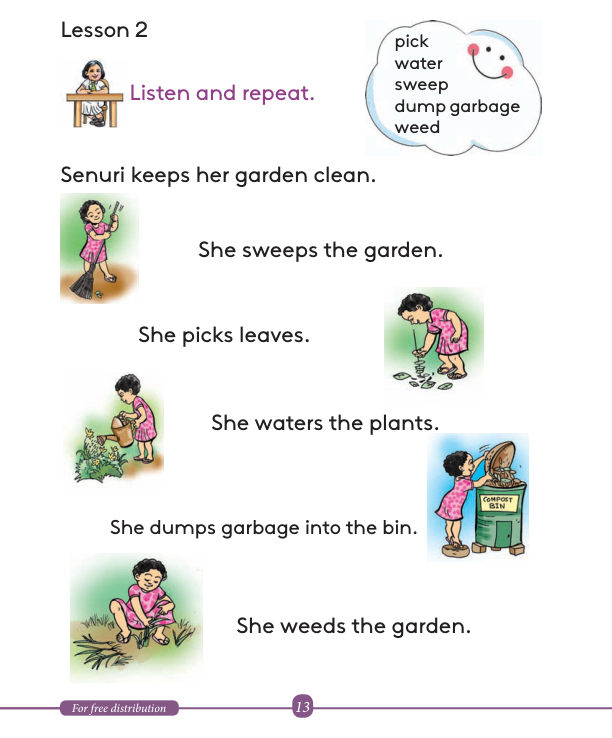 Lesson 2
pick
water
sweep
dump garbage
weed
Listen and repeat.
Senuri keeps her garden clean.
She sweeps the garden.
She picks leaves.
She waters the plants.
COMPOST
BIN
She dumps garbage into the bin.
She weeds the garden.
For free distribution
13